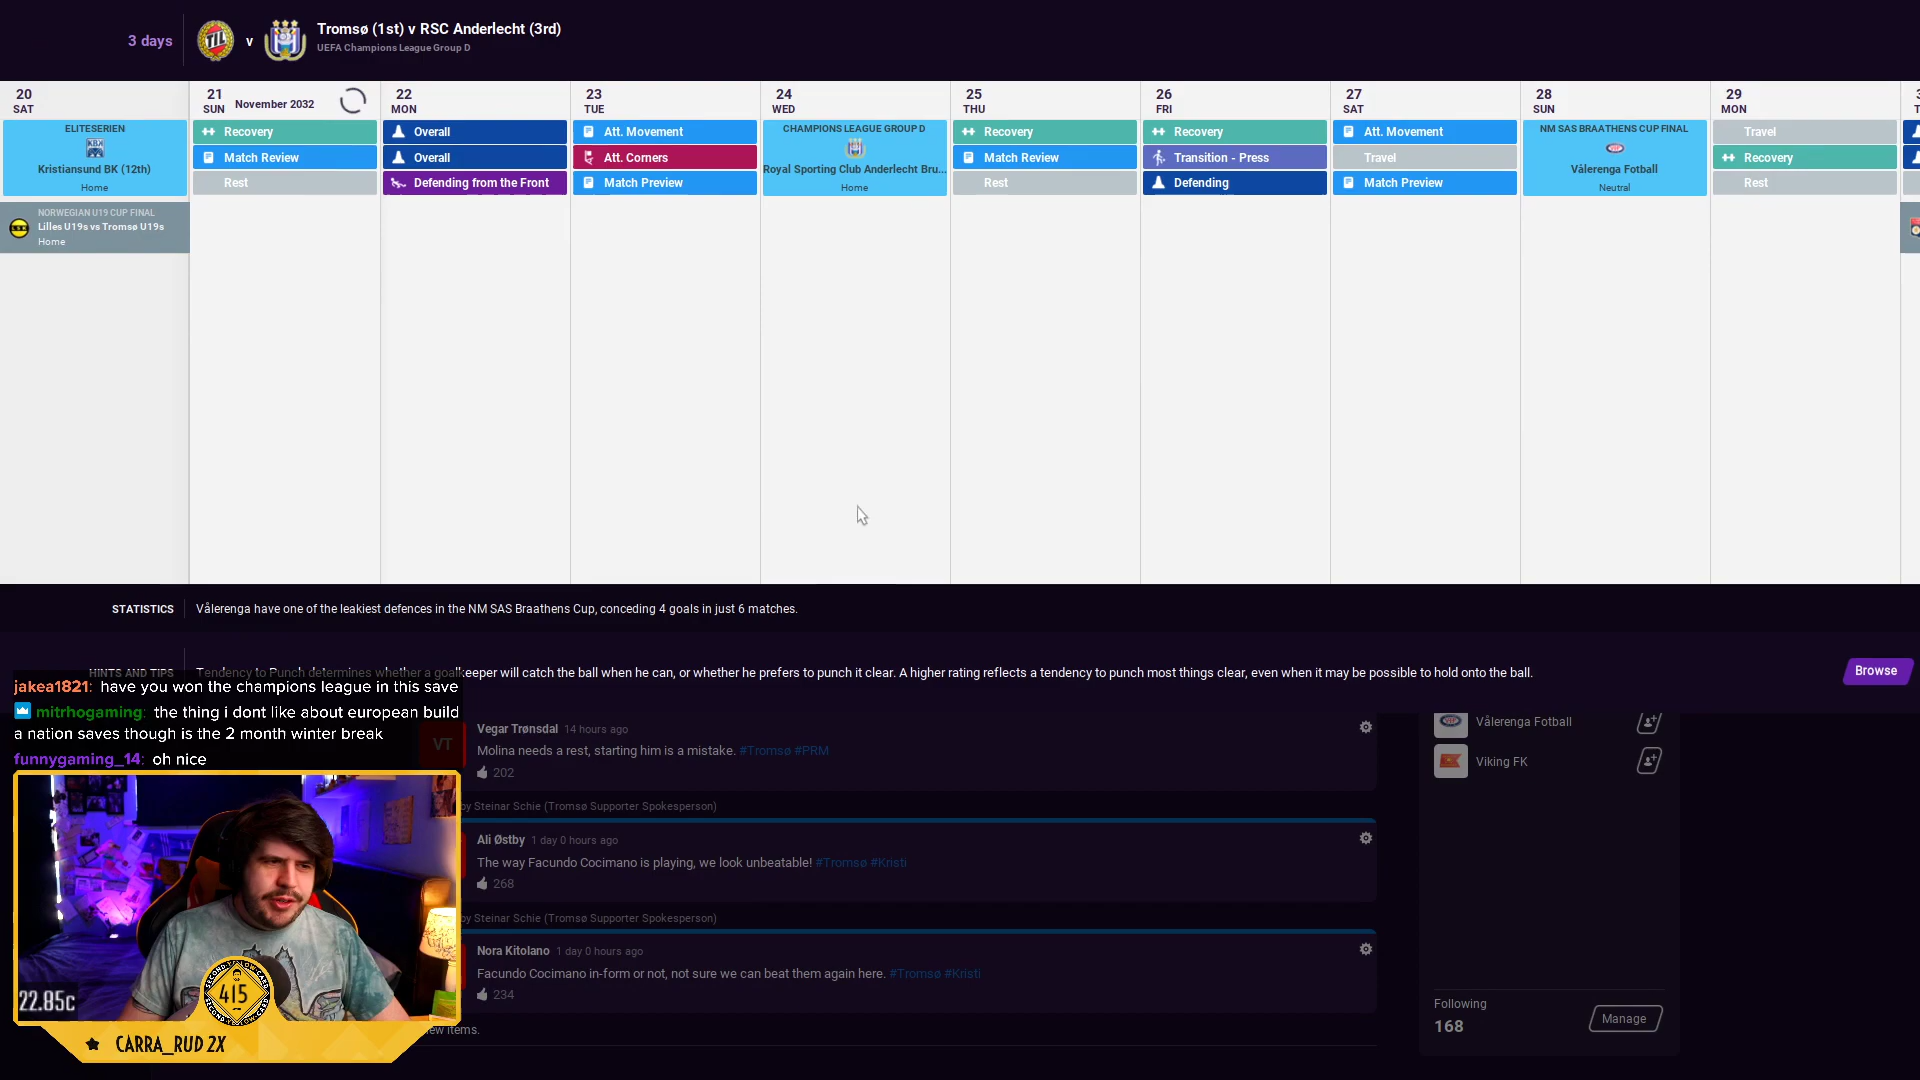 3 days
v
Tromsø (1st) v RSC Anderlecht (3rd)
UEFA Champions League Group D
20
SAT
21
SUN
November 2032
22
MON
23
TUE
24
WED
25
THU
26
FRI
27
SAT
28
SUN
29
MON
ELITESERIEN
Kristiansund BK (12th)
Home
NORWEGIAN U19 CUP FINAL
Lilles U19s vs Tromsø U19s
Home
Recovery
Match Review
Rest
Overall
Overall
Defending from the Front
Att. Movement
Att. Corners
Match Preview
CHAMPIONS LEAGUE GROUP D
Royal Sporting Club Anderlecht Bru...
Home
Recovery
Match Review
Rest
Recovery
Transition - Press
Defending
Att. Movement
Travel
Match Preview
NM SAS BRAATHENS CUP FINAL
Vålerenga Fotball
Neutral
Travel
Recovery
Rest
STATISTICS
Vålerenga have one of the leakiest defences in the NM SAS Braathens Cup, conceding 4 goals in just 6 matches.
HINTS AND TIPS
Tendency to Punch determines whether a goalkeeper will catch the ball when he can, or whether he prefers to punch it clear. A higher rating reflects a tendency to punch most things clear, even when it may be possible to hold onto the ball.
Browse
jakea1821: have you won the champions league in this save
mitrhogaming: the thing i dont like about european build
a nation saves though is the 2 month winter break
funnygaming_14: oh nice
VT
Vegar Trønsdal 14 hours ago
Molina needs a rest, starting him is a mistake. #Tromsø #PRM
202
by Steinar Schie (Tromsø Supporter Spokesperson)
Ali Østby 1 day 0 hours ago
The way Facundo Cocimano is playing, we look unbeatable! #Tromsø #Kristi
268
by Steinar Schie (Tromsø Supporter Spokesperson)
Nora Kitolano 1 day 0 hours ago
Facundo Cocimano in-form or not, not sure we can beat them again here. #Tromsø #Kristi
234
new items.
Vålerenga Fotball
Viking FK
Following
168
Manage
22.85c
SECOND YELLOW CARD
415
CARRA_RUD 2X